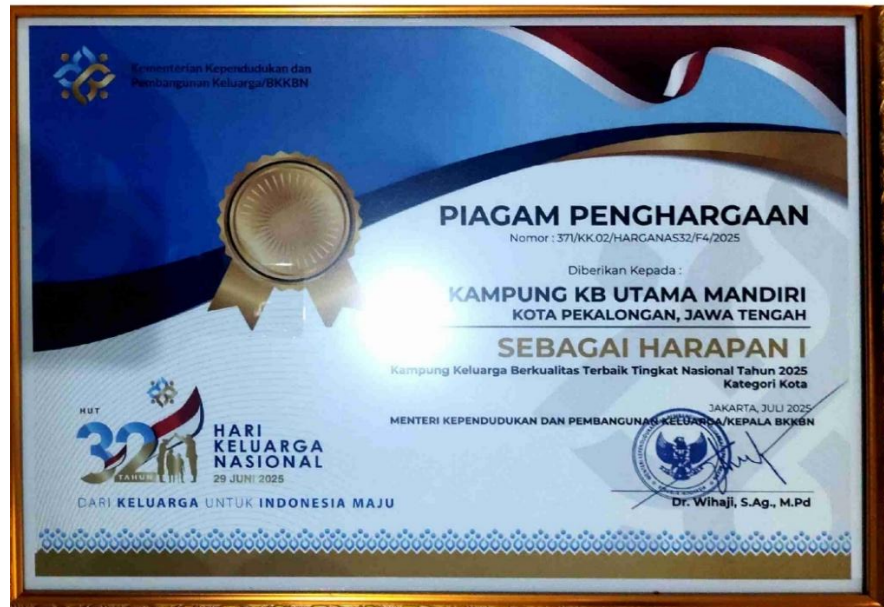 Kementerian Kependudukan dan
Pembangunan Keluarga/BKKBN
PIAGAM PENGHARGAAN
Nomor : 371/KK.02/HARGANAS32/F4/2025
Diberikan Kepada :
KAMPUNG KB UTAMA MANDIRI
KOTA PEKALONGAN, JAWA TENGAH
SEBAGAI HARAPAN I
Kampung Keluarga Berkualitas Terbaik Tingkat Nasional Tahun 2025
Kategori Kota
JAKARTA, JULI 2025
MENTERI KEPENDUDUKAN DAN PEMBANGUNAN KELUARGA/KEPALA BKKBN
Dr. Wihaji, S.Ag., M.Pd
HUT
32
TAHUN
HARI
KELUARGA
NASIONAL
29 JUNI 2025
DARI KELUARGA UNTUK INDONESIA MAJU